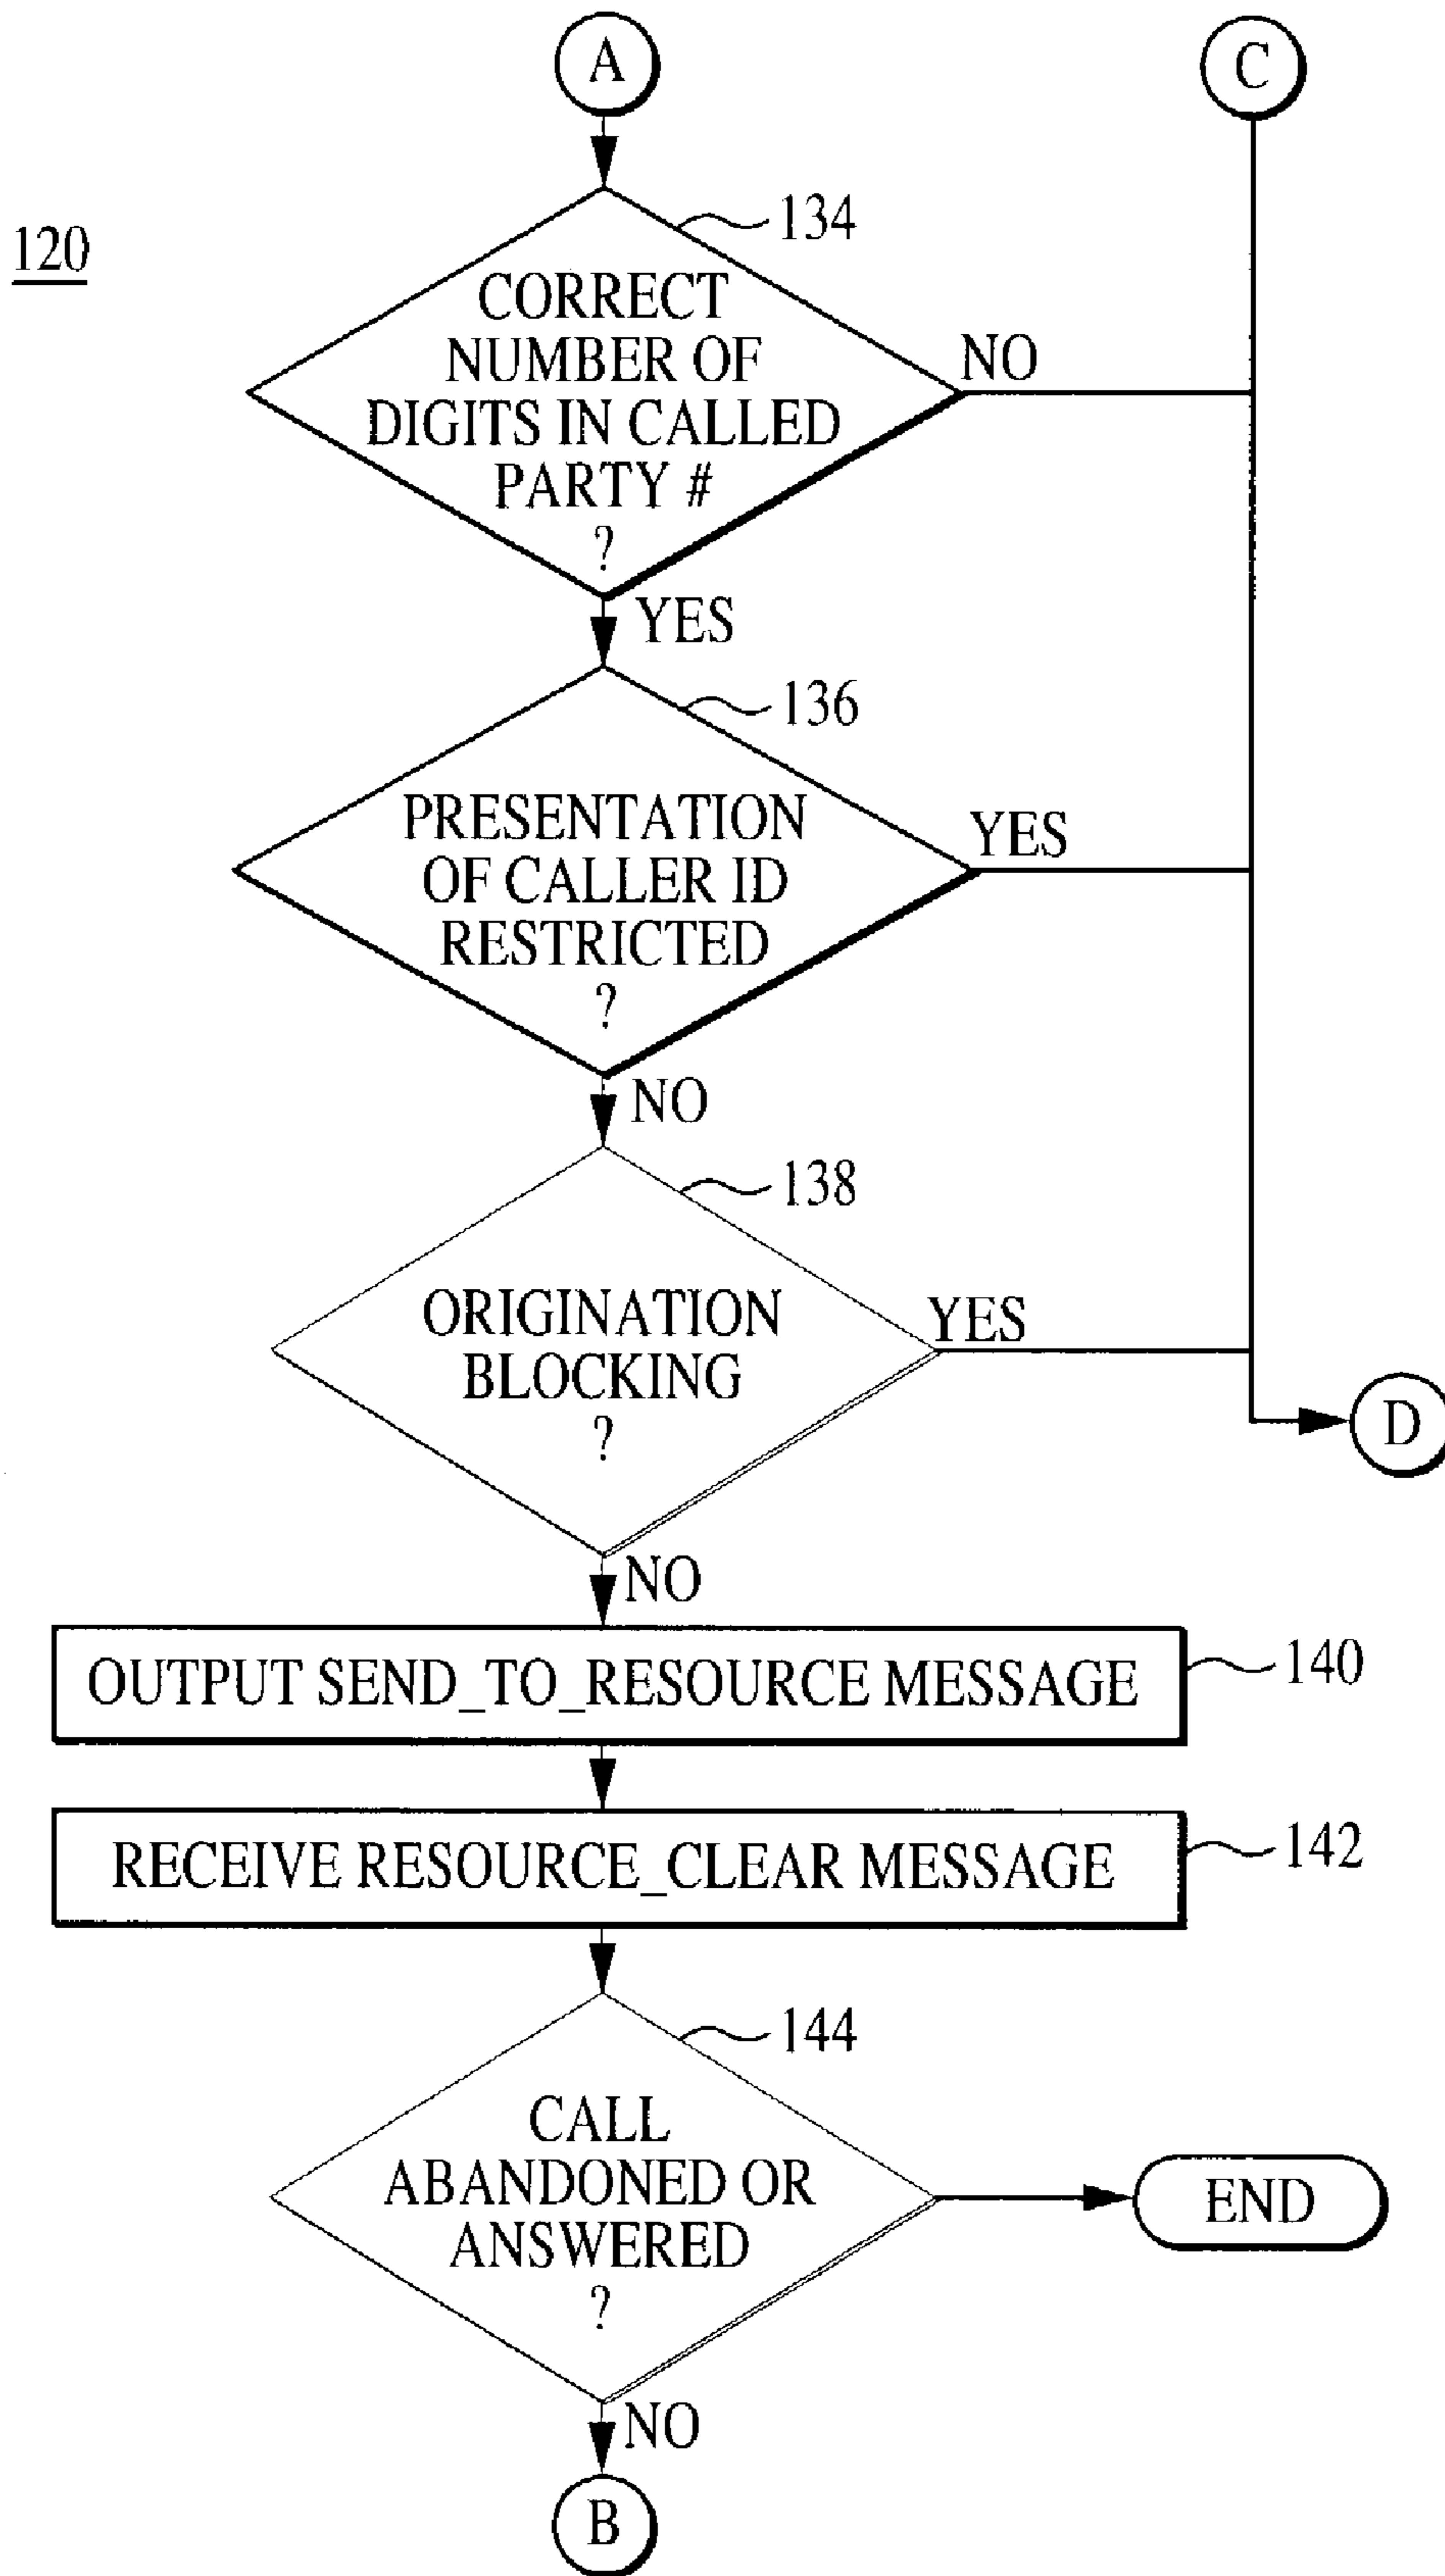 A
C
120
134
CORRECT
NUMBER OF
DIGITS IN CALLED
PARTY #
?
NO
YES
136
PRESENTATION
OF CALLER ID
RESTRICTED
?
YES
NO
138
ORIGINATION
BLOCKING
?
YES
D
NO
OUTPUT SEND_TO_RESOURCE MESSAGE
140
RECEIVE RESOURCE_CLEAR MESSAGE
142
144
CALL
ABANDONED OR
ANSWERED
?
END
NO
B